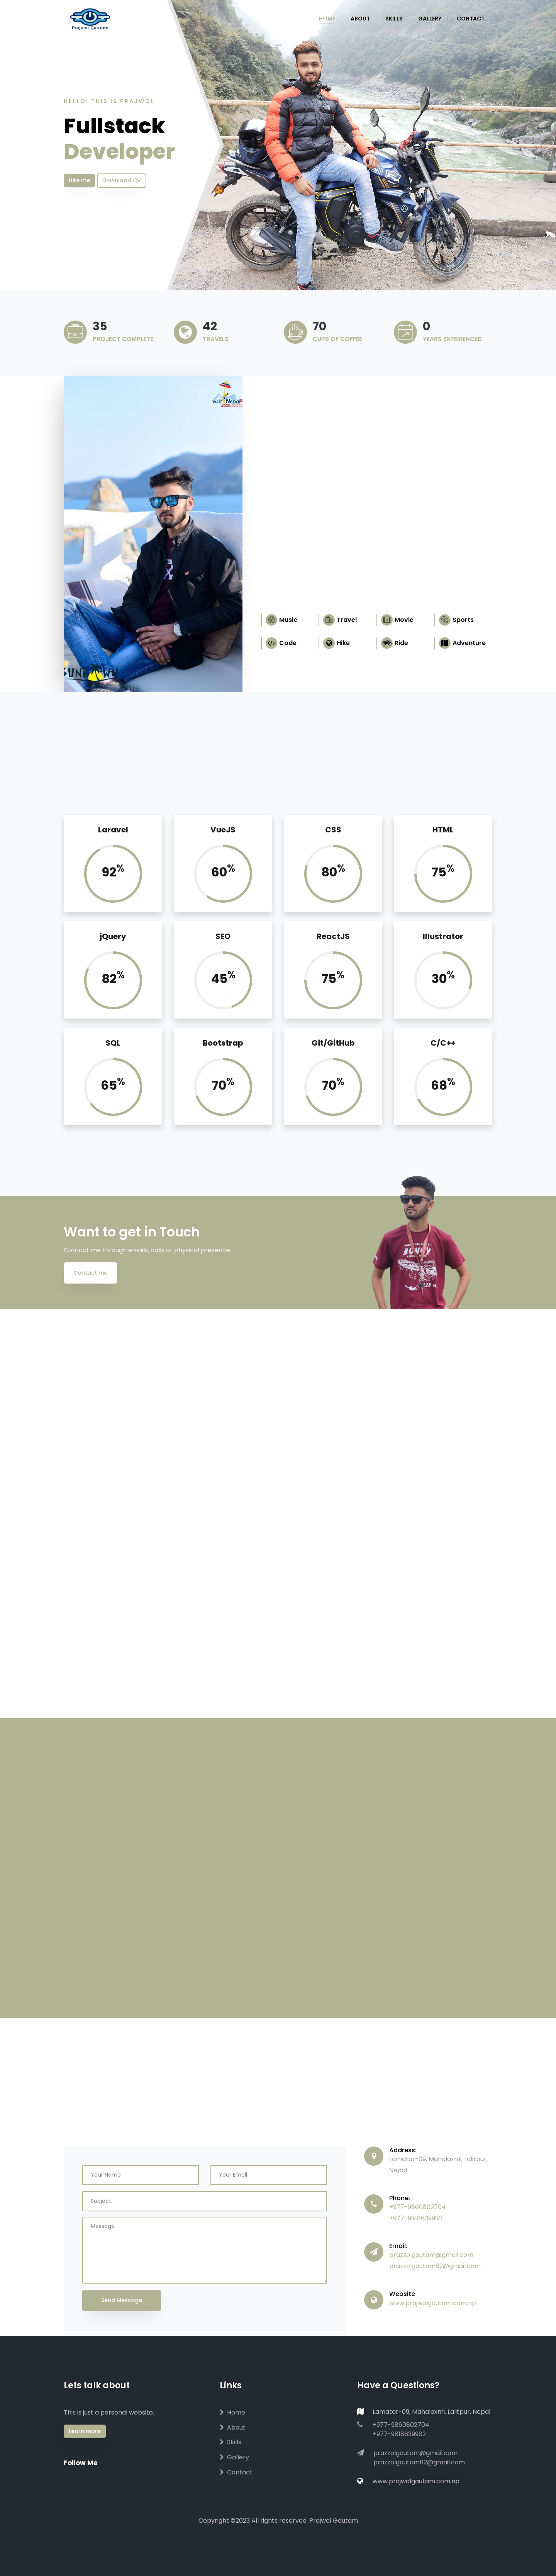 Prajwol Gautam
HOME
ABOUT
SKILLS
GALLERY
CONTACT
HELLO! THIS IS PRAJWOL
Fullstack
Developer
Hire me
Download CV
35
PROJECT COMPLETE
42
TRAVELS
70
CUPS OF COFFEE
0
YEARS EXPERIENCED
visit Nepal
Music
Travel
Movie
Sports
Code
Hike
Ride
Adventure
Laravel
92%
VueJS
60%
CSS
80%
HTML
75%
jQuery
82%
SEO
45%
ReactJS
75%
Illustrator
30%
SQL
65%
Bootstrap
70%
Git/GitHub
70%
C/C++
68%
Want to get in Touch
Contact me through emails, calls or physical presence.
Contact me
Your Name
Your Email
Subject
Message
Send Message
Address:
Lamatar-09, Mahalaxmi, Lalitpur,
Nepal
Phone:
+977-9860802704
+977-9818639982
Email:
prazzolgautam@gmail.com
prazzolgautam62@gmail.com
Website
www.prajwalgautam.com.np
Lets talk about
This is just a personal website.
Learn more
Follow Me
Links
Home
About
Skills
Gallery
Contact
Have a Questions?
Lamatar-09, Mahalaxmi, Lalitpur, Nepal
+977-9860802704
+977-9818639982
prazzolgautam@gmail.com
prazzolgautam62@gmail.com
www.prajwalgautam.com.np
Copyright ©2023 All rights reserved. Prajwol Gautam